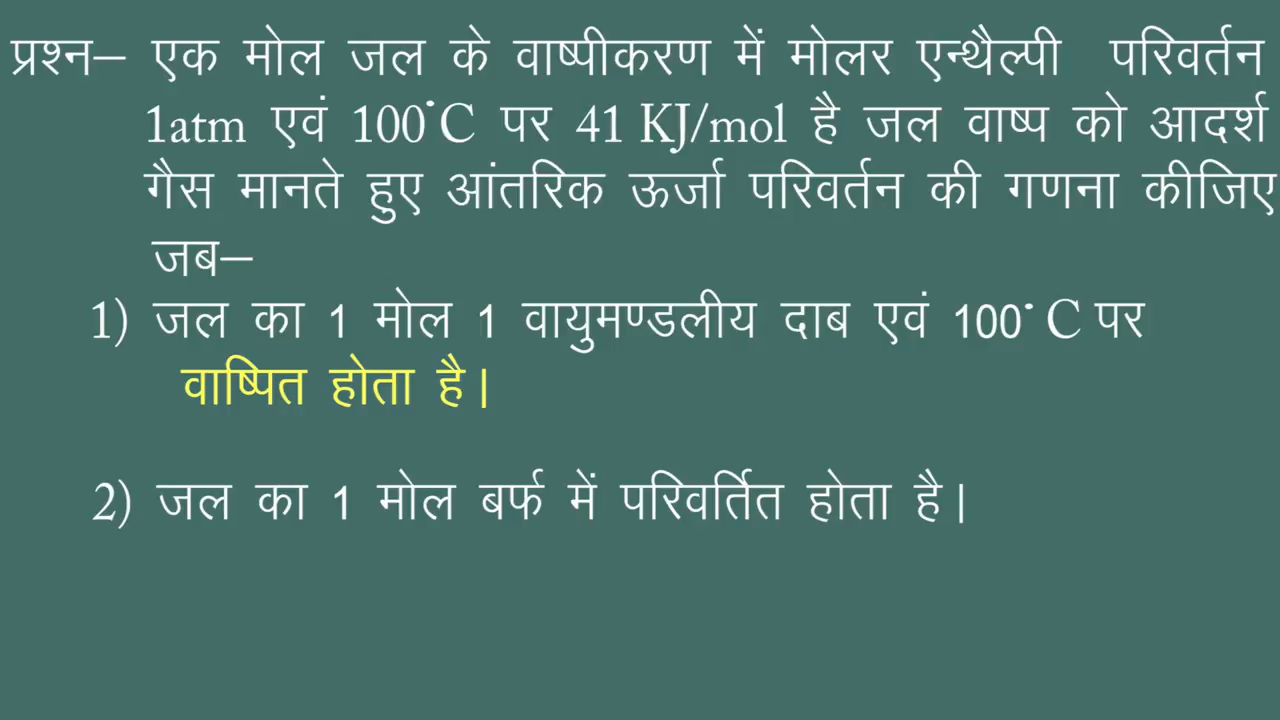 प्रश्न– एक मोल जल के वाष्पीकरण में मोलर एन्थैल्पी परिवर्तन
1atm एवं 100°C पर 41 KJ/mol है जल वाष्प को आदर्श
गैस मानते हुए आंतरिक ऊर्जा परिवर्तन की गणना कीजिए
जब–
1) जल का 1 मोल 1 वायुमण्डलीय दाब एवं 100° C पर
वाष्पित होता है।
2) जल का 1 मोल बर्फ में परिवर्तित होता है।